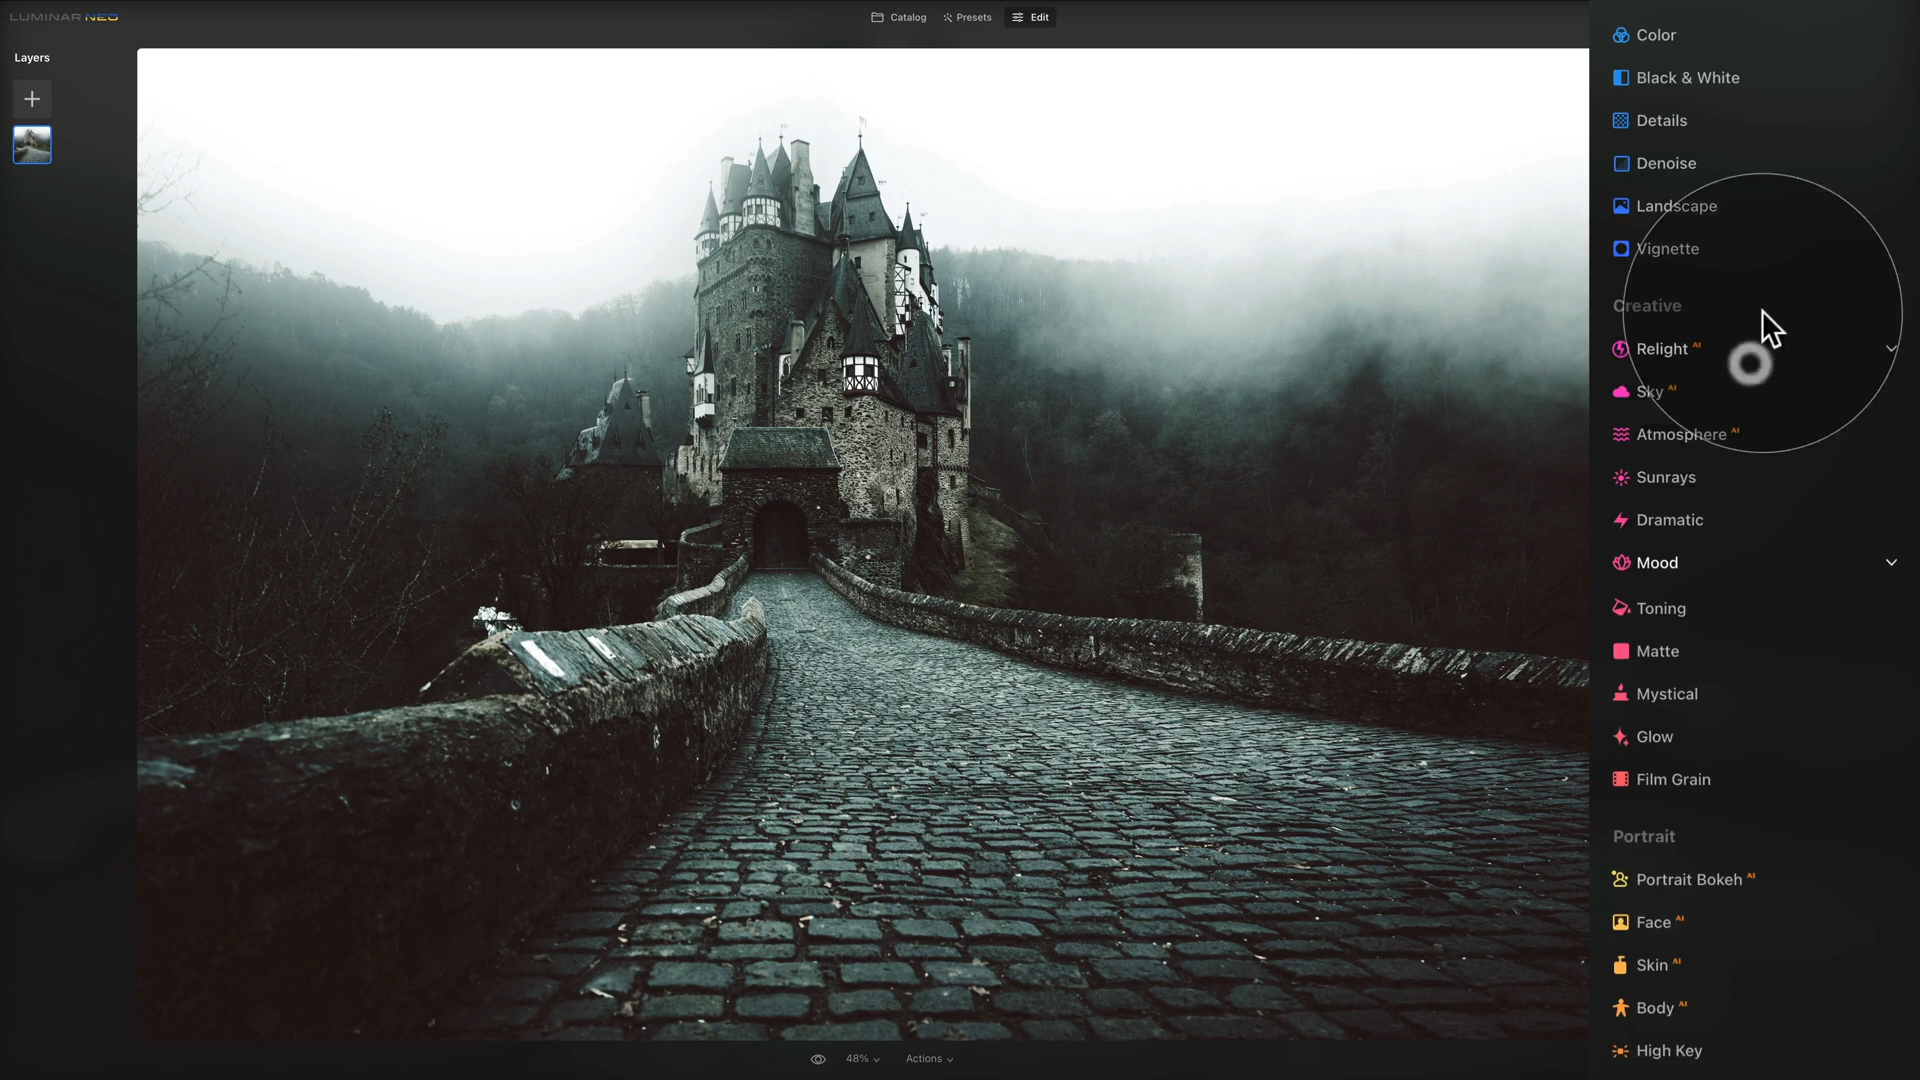 LUMINAR NEO
Catalog
Presets
Edit
Layers
Color
Black & White
Details
Denoise
Landscape
Vignette
Creative
Relight AI
Sky AI
Atmosphere AI
Sunrays
Dramatic
Mood
Toning
Matte
Mystical
Glow
Film Grain
Portrait
Portrait Bokeh AI
Face AI
Skin AI
Body AI
High Key
48%
Actions